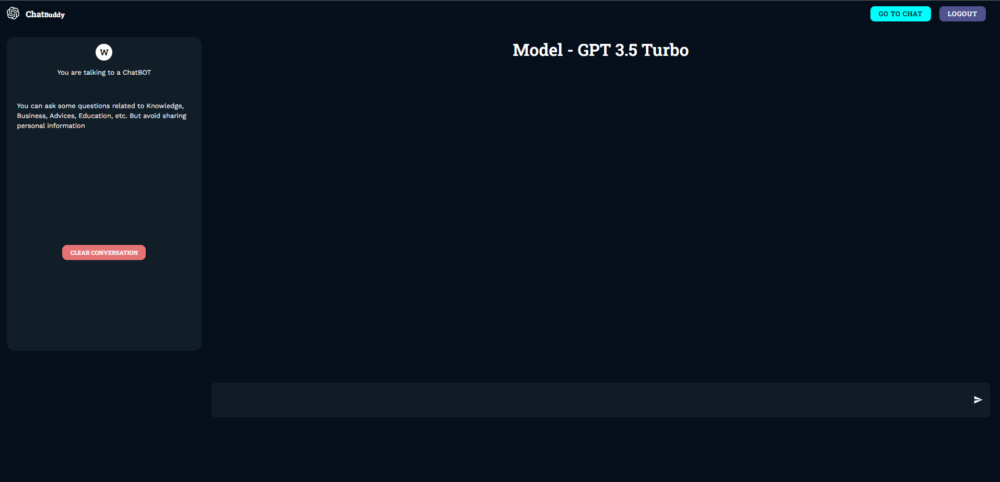 ChatBuddy
GO TO CHAT
LOGOUT
W
You are talking to a ChatBOT
You can ask some questions related to Knowledge,
Business, Advices, Education, etc. But avoid sharing
personal information
CLEAR CONVERSATION
Model - GPT 3.5 Turbo